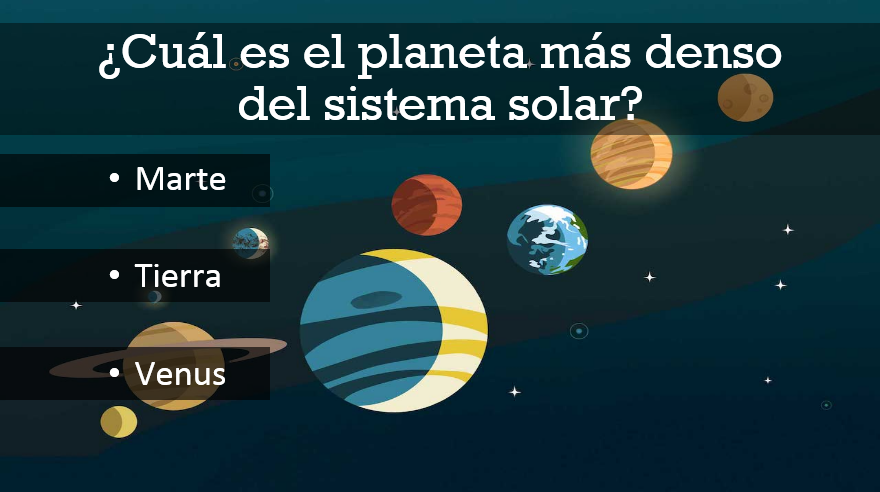 ¿Cuál es el planeta más denso
del sistema solar?
• Marte
• Tierra
• Venus